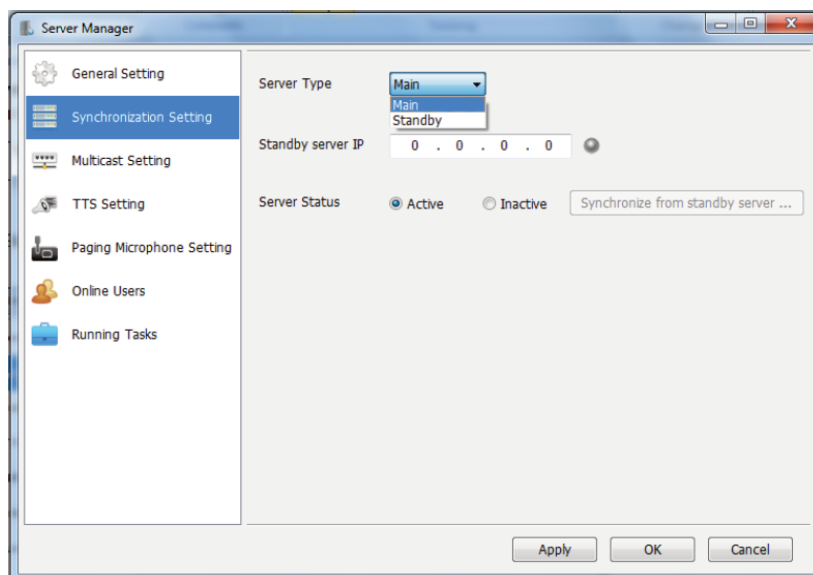 Server Manager
General Setting
Synchronization Setting
Multicast Setting
TTS Setting
Paging Microphone Setting
Online Users
Running Tasks
Server Type
Main
Main
Standby
Standby server IP
0 . 0 . 0 . 0
Server Status
Active
Inactive
Synchronize from standby server ...
Apply
OK
Cancel